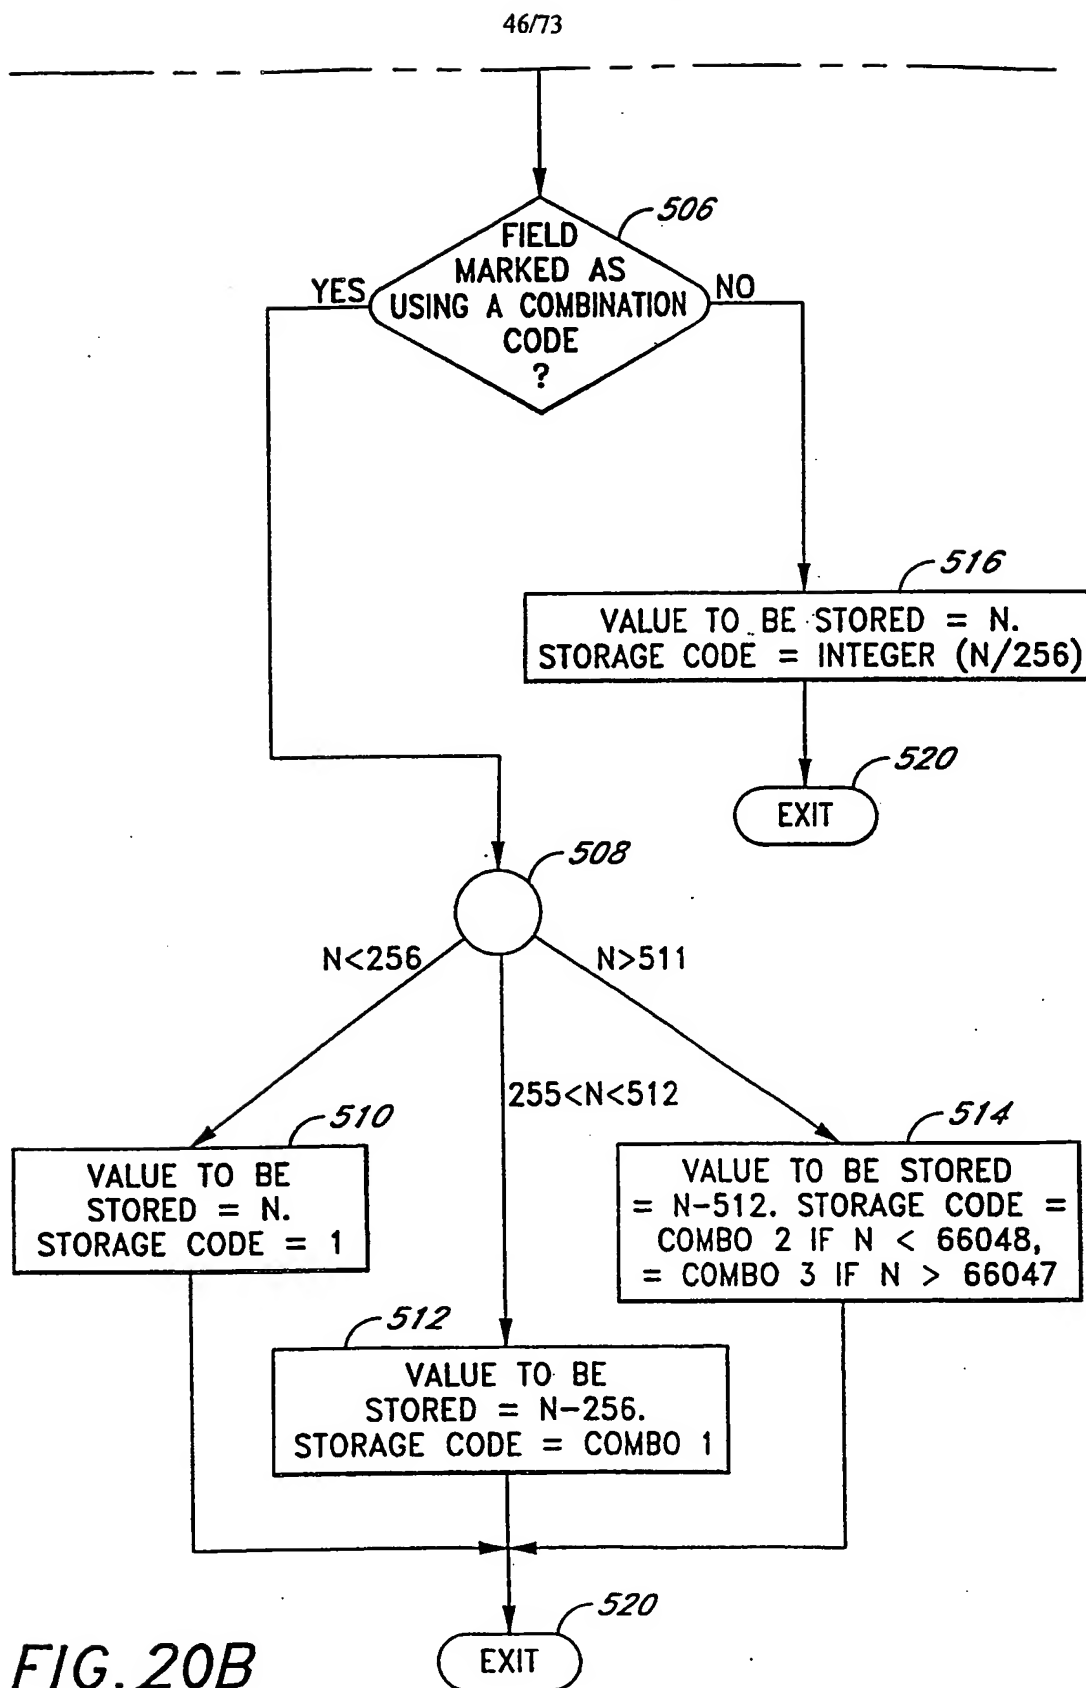 46/73
506
FIELD
MARKED AS
USING A COMBINATION
CODE
?
YES
NO
516
VALUE TO BE STORED = N.
STORAGE CODE = INTEGER (N/256)
520
EXIT
508
N<256
N>511
255<N<512
510
VALUE TO BE
STORED = N.
STORAGE CODE = 1
514
VALUE TO BE STORED
= N-512. STORAGE CODE =
COMBO 2 IF N < 66048,
= COMBO 3 IF N > 66047
512
VALUE TO BE
STORED = N-256.
STORAGE CODE = COMBO 1
520
EXIT
FIG. 20B